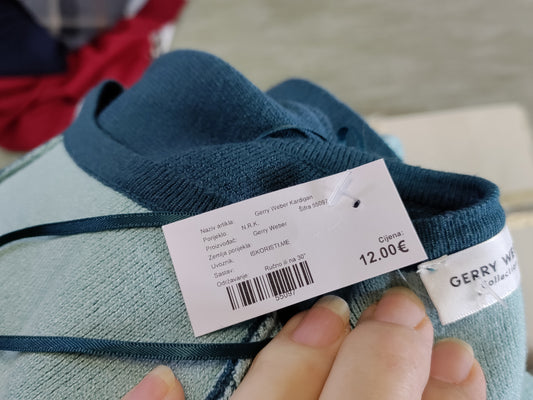 Naziv artikla Gerry Weber Kardigan
Porijeklo N.R.K. Šifra 55097
Proizvođač: Gerry Weber
Zemlja porijekla
Uvoznik: ISKORISTI.ME
Sastav:
Održavanje Ručno ili na 30°
55097
Cijena:
12.00€
GERRY WE
Collection